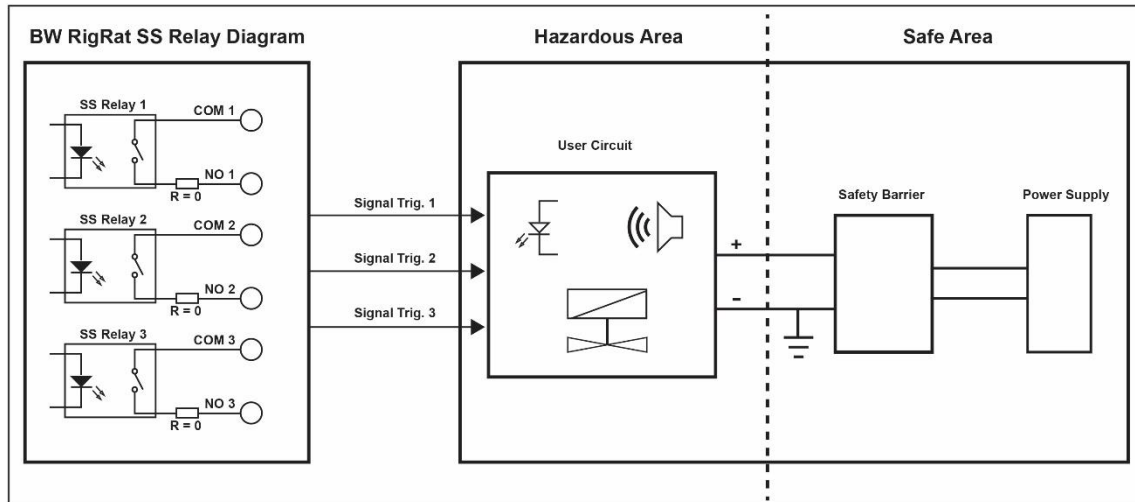 BW RigRat SS Relay Diagram
SS Relay 1
COM 1
NO 1
R = 0
SS Relay 2
COM 2
NO 2
R = 0
SS Relay 3
COM 3
NO 3
R = 0
Signal Trig. 1
Signal Trig. 2
Signal Trig. 3
Hazardous Area
User Circuit
+
-
Safe Area
Safety Barrier
Power Supply